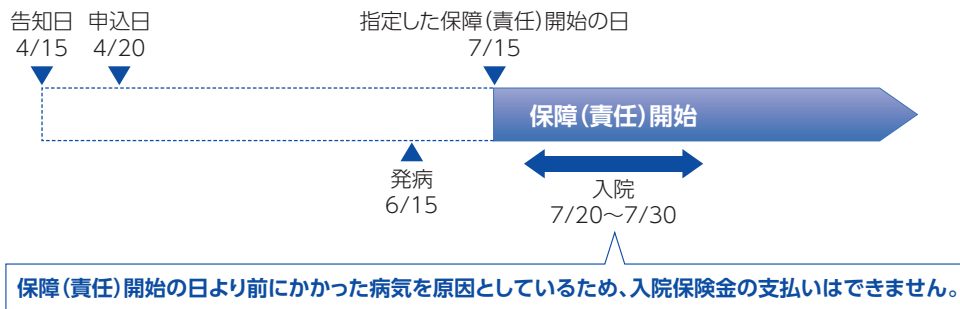 告知日 申込日 指定した保障(責任)開始の日
4/15 4/20 7/15
保障(責任)開始
発病
6/15
入院
7/20～7/30
保障(責任)開始の日より前にかかった病気を原因としているため、入院保険金の支払いはできません。